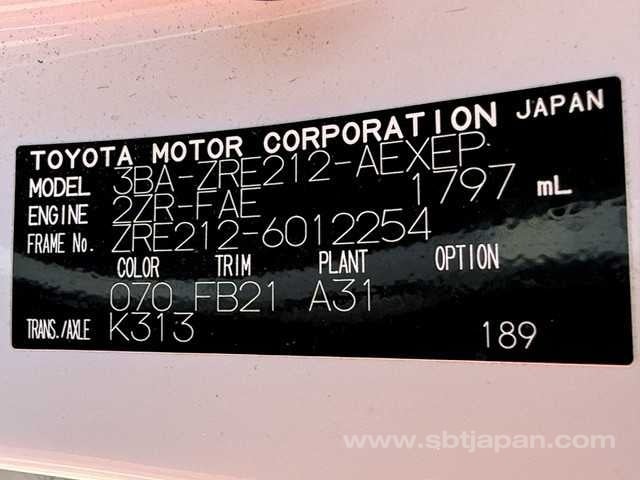 TOYOTA MOTOR CORPORATION JAPAN
MODEL 3BA-ZRE212-AEXEP
ENGINE 2ZR-FAE 1797 mL
FRAME No. ZRE212-6012254
COLOR TRIM PLANT OPTION
070 FB21 A31
TRANS./AXLE K313 189
www.sbtjapan.com